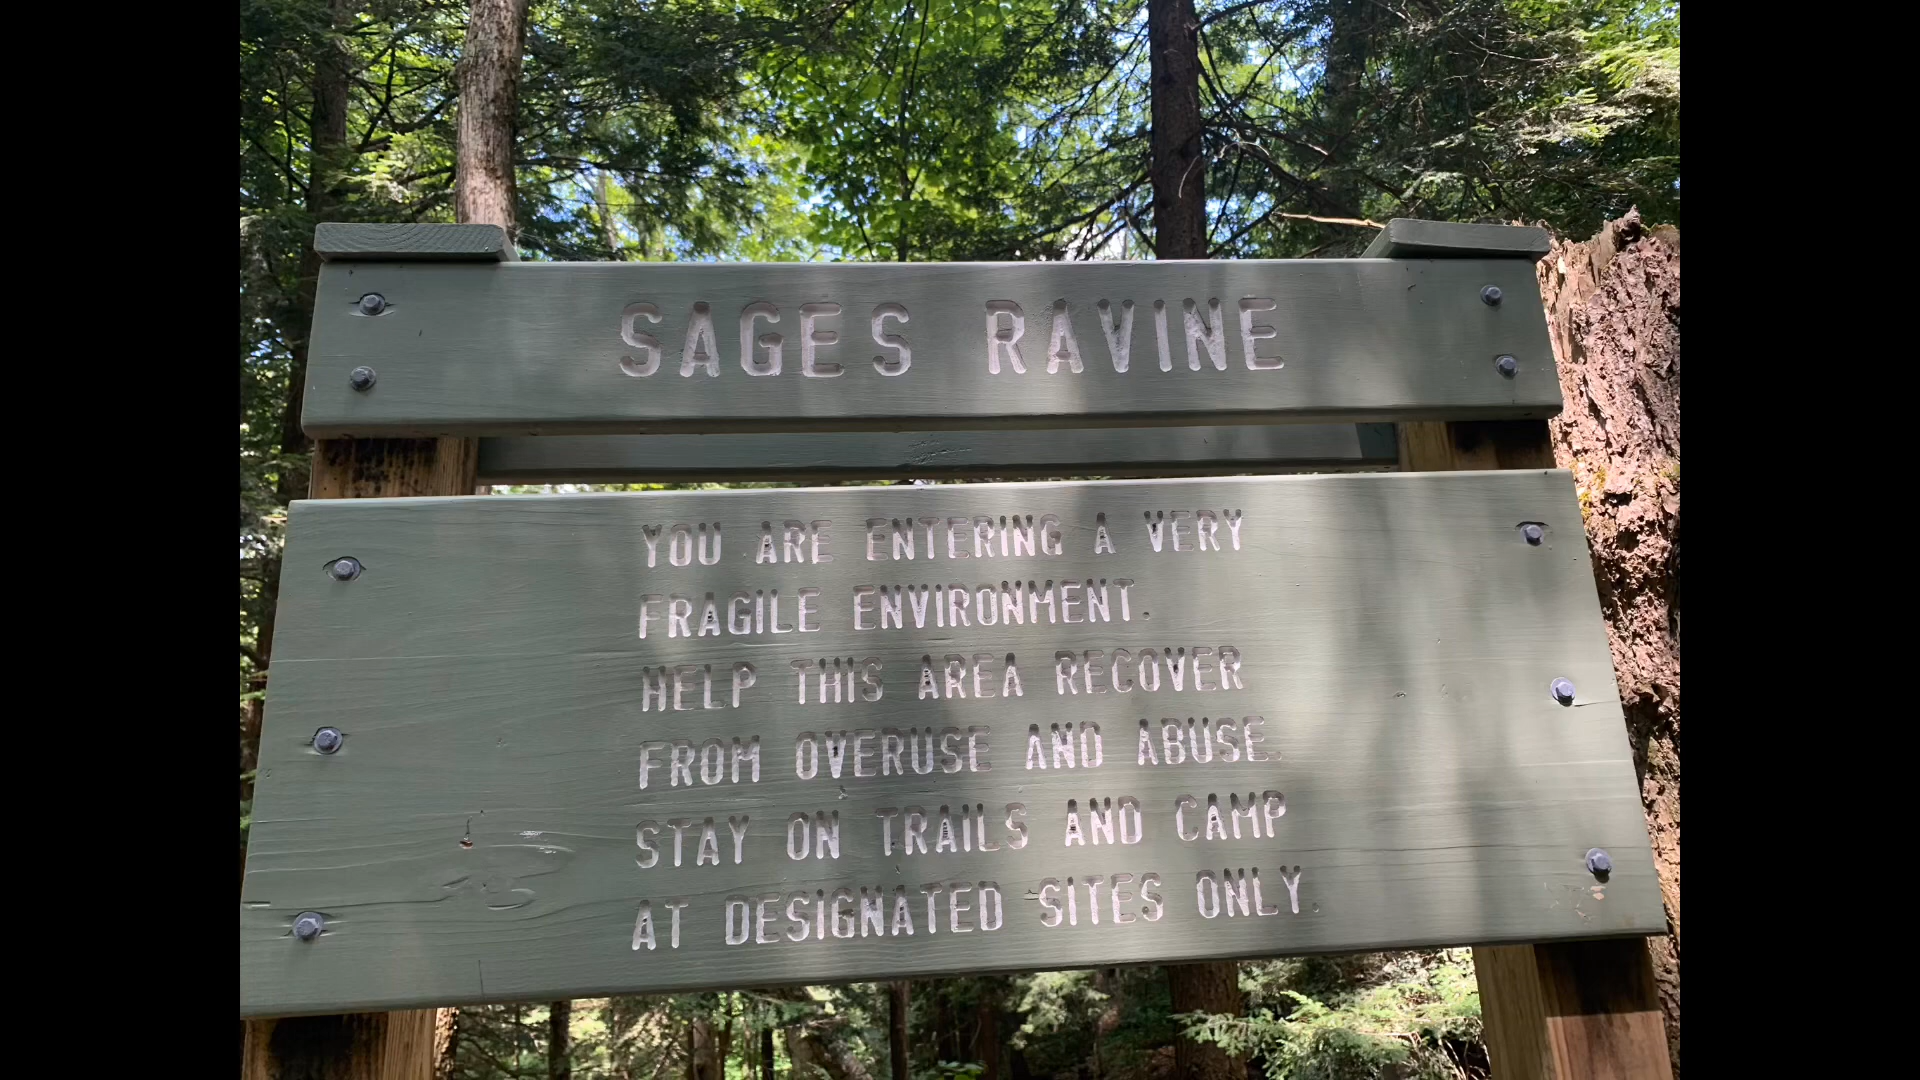 SAGES RAVINE
YOU ARE ENTERING A VERY
FRAGILE ENVIRONMENT.
HELP THIS AREA RECOVER
FROM OVERUSE AND ABUSE.
STAY ON TRAILS AND CAMP
AT DESIGNATED SITES ONLY.